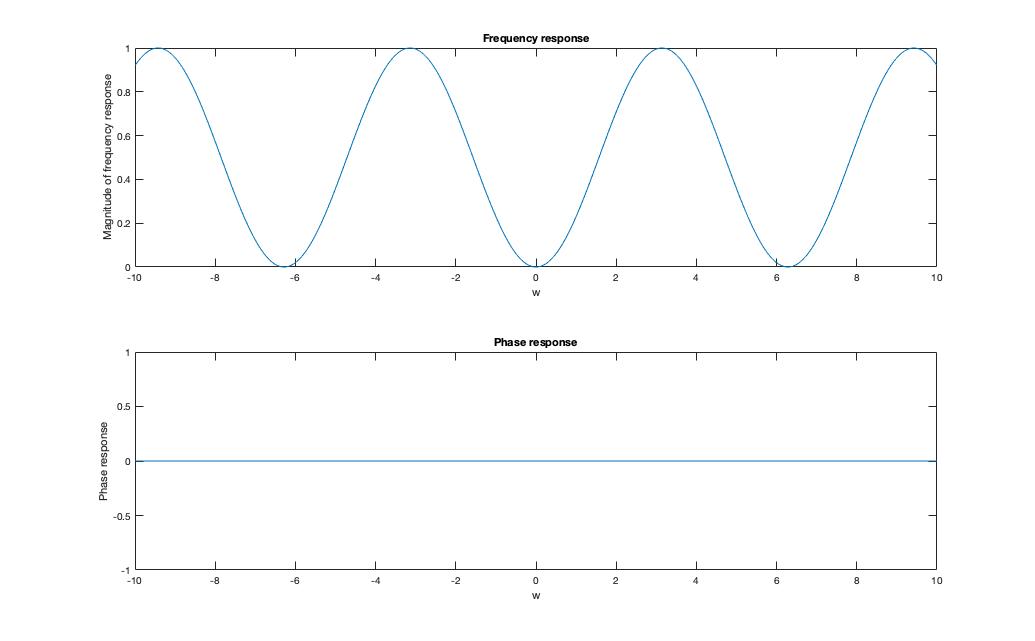 Frequency response
Magnitude of frequency response
1
0.8
0.6
0.4
0.2
0
-10 -8 -6 -4 -2 0 2 4 6 8 10
w
Phase response
Phase response
1
0.5
0
-0.5
-1
-10 -8 -6 -4 -2 0 2 4 6 8 10
w